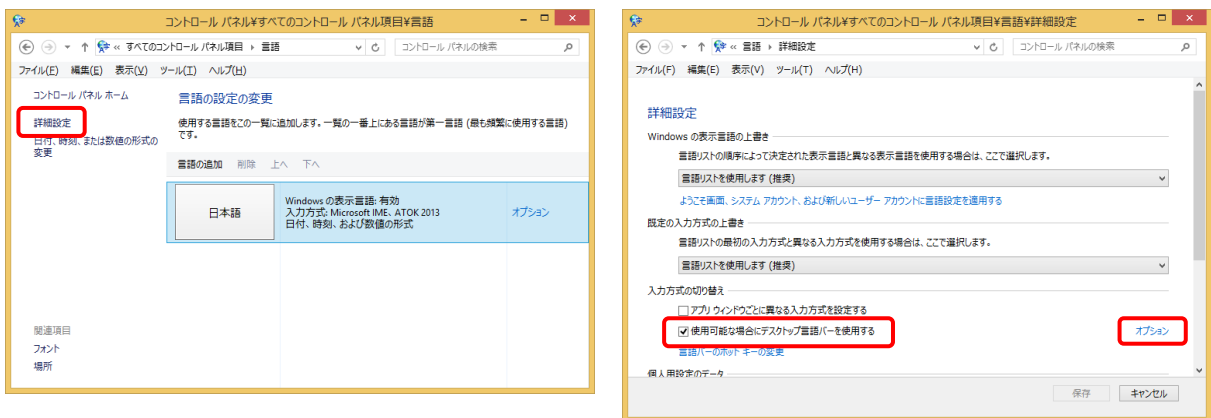 コントロール パネル¥すべてのコントロール パネル項目¥言語
« すべてのコントロール パネル項目 ▸ 言語
コントロール パネルの検索
ファイル(E) 編集(E) 表示(V) ツール(T) ヘルプ(H)
コントロール パネル ホーム
詳細設定
日付、時刻、または数値の形式の
変更
言語の設定の変更
使用する言語をこの一覧に追加します。一覧の一番上にある言語が第一言語 (最も頻繁に使用する言語)
です。
言語の追加 削除 上へ 下へ
日本語
Windows の表示言語: 有効
入力方式: Microsoft IME、ATOK 2013
日付、時刻、および数値の形式
オプション
関連項目
フォント
場所
コントロール パネル¥すべてのコントロール パネル項目¥言語¥詳細設定
« 言語 ▸ 詳細設定
コントロール パネルの検索
ファイル(F) 編集(E) 表示(V) ツール(T) ヘルプ(H)
詳細設定
Windows の表示言語の上書き
言語リストの順序によって決定された表示言語と異なる表示言語を使用する場合は、ここで選択します。
言語リストを使用します (推奨)
ようこそ画面、システム アカウント、および新しいユーザー アカウントに言語設定を適用する
既定の入力方式の上書き
言語リストの最初の入力方式と異なる入力方式を使用する場合は、ここで選択します。
言語リストを使用します (推奨)
入力方式の切り替え
アプリ ウィンドウごとに異なる入力方式を設定する
使用可能な場合にデスクトップ言語バーを使用する
オプション
言語バーのホット キーの変更
個人用設定のデータ
保存 キャンセル